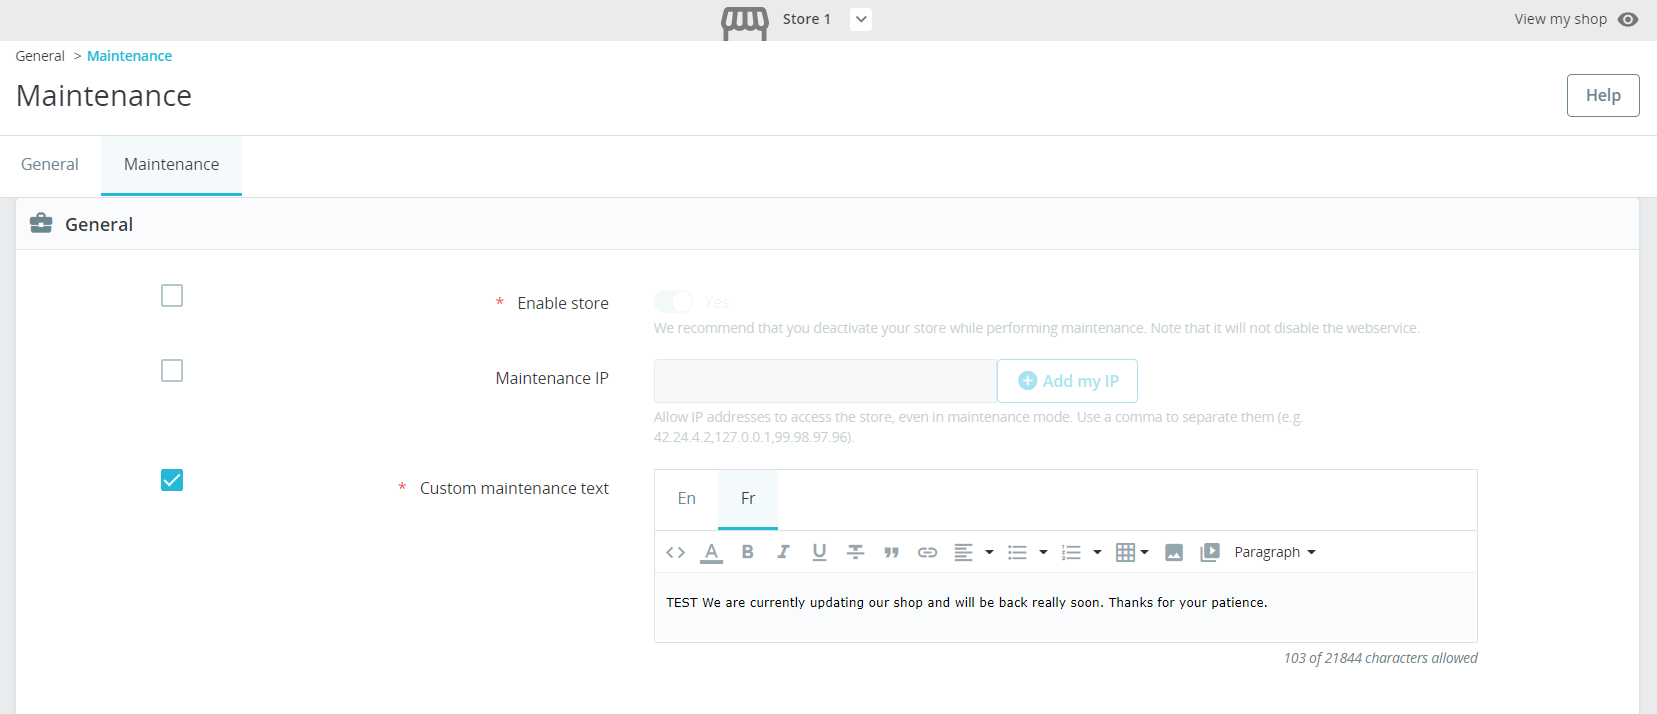 Store 1
View my shop
General > Maintenance
Maintenance
Help
General
Maintenance
General
* Enable store
Yes
We recommend that you deactivate your store while performing maintenance. Note that it will not disable the webservice.
Maintenance IP
Add my IP
Allow IP addresses to access the store, even in maintenance mode. Use a comma to separate them (e.g.
42.24.4.2,127.0.0.1,99.98.97.96).
* Custom maintenance text
En
Fr
Paragraph
TEST We are currently updating our shop and will be back really soon. Thanks for your patience.
103 of 21844 characters allowed